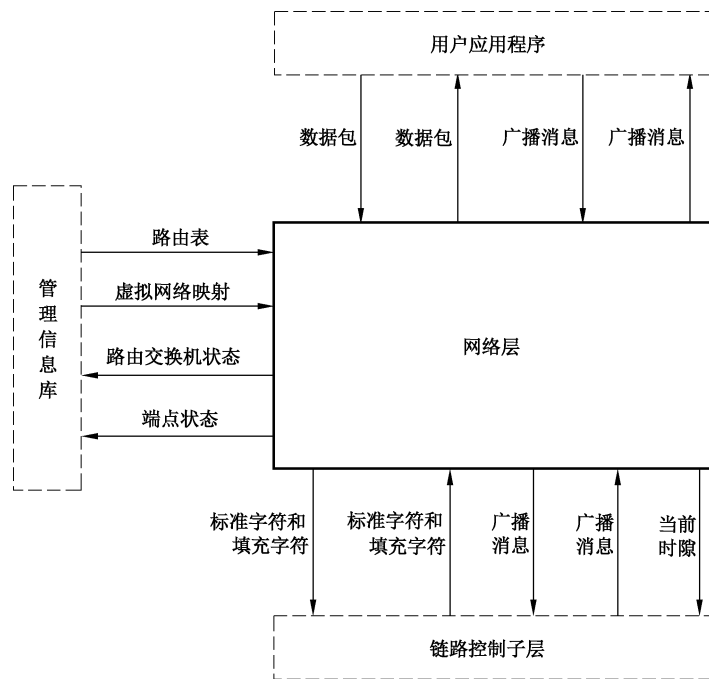 用户应用程序
数据包
数据包
广播消息
广播消息
管理信息库
路由表
虚拟网络映射
路由交换机状态
端点状态
网络层
标准字符和
填充字符
标准字符和
填充字符
广播
消息
广播
消息
当前
时隙
链路控制子层